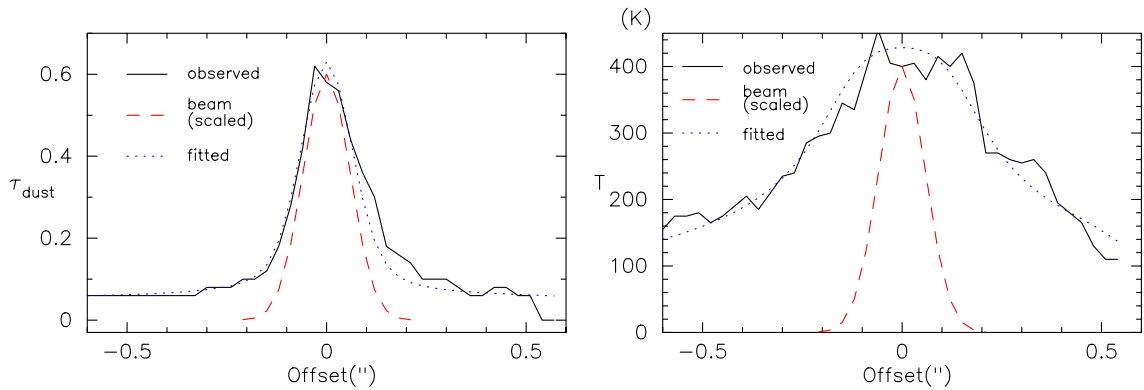 0.6
0.4
0.2
0
τdust
observed
beam
(scaled)
fitted
−0.5
0
0.5
Offset('')
(K)
400
300
200
100
0
T
observed
beam
(scaled)
fitted
−0.5
0
0.5
Offset('')